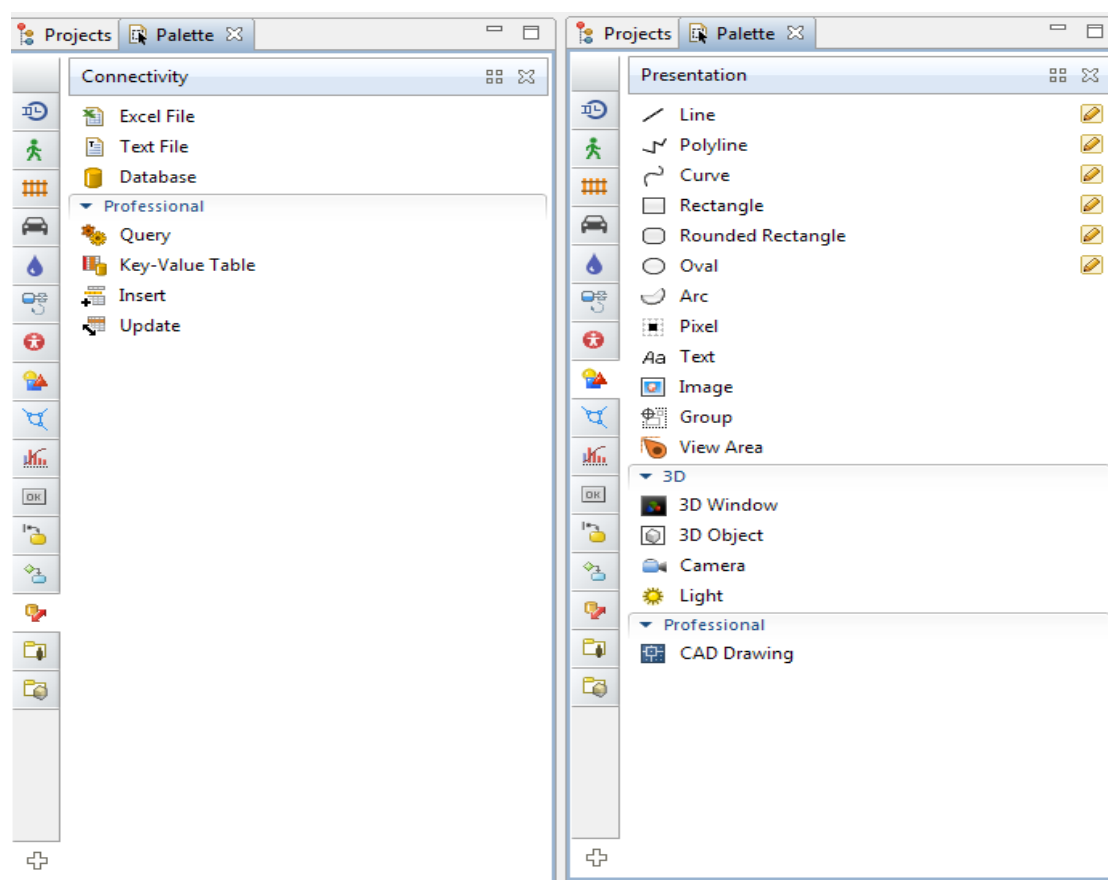 Projects Palette
Connectivity
Excel File
Text File
Database
Professional
Query
Key-Value Table
Insert
Update
OK
Projects Palette
Presentation
Line
Polyline
Curve
Rectangle
Rounded Rectangle
Oval
Arc
Pixel
Aa Text
Image
Group
View Area
3D
3D Window
3D Object
Camera
Light
Professional
CAD Drawing
OK